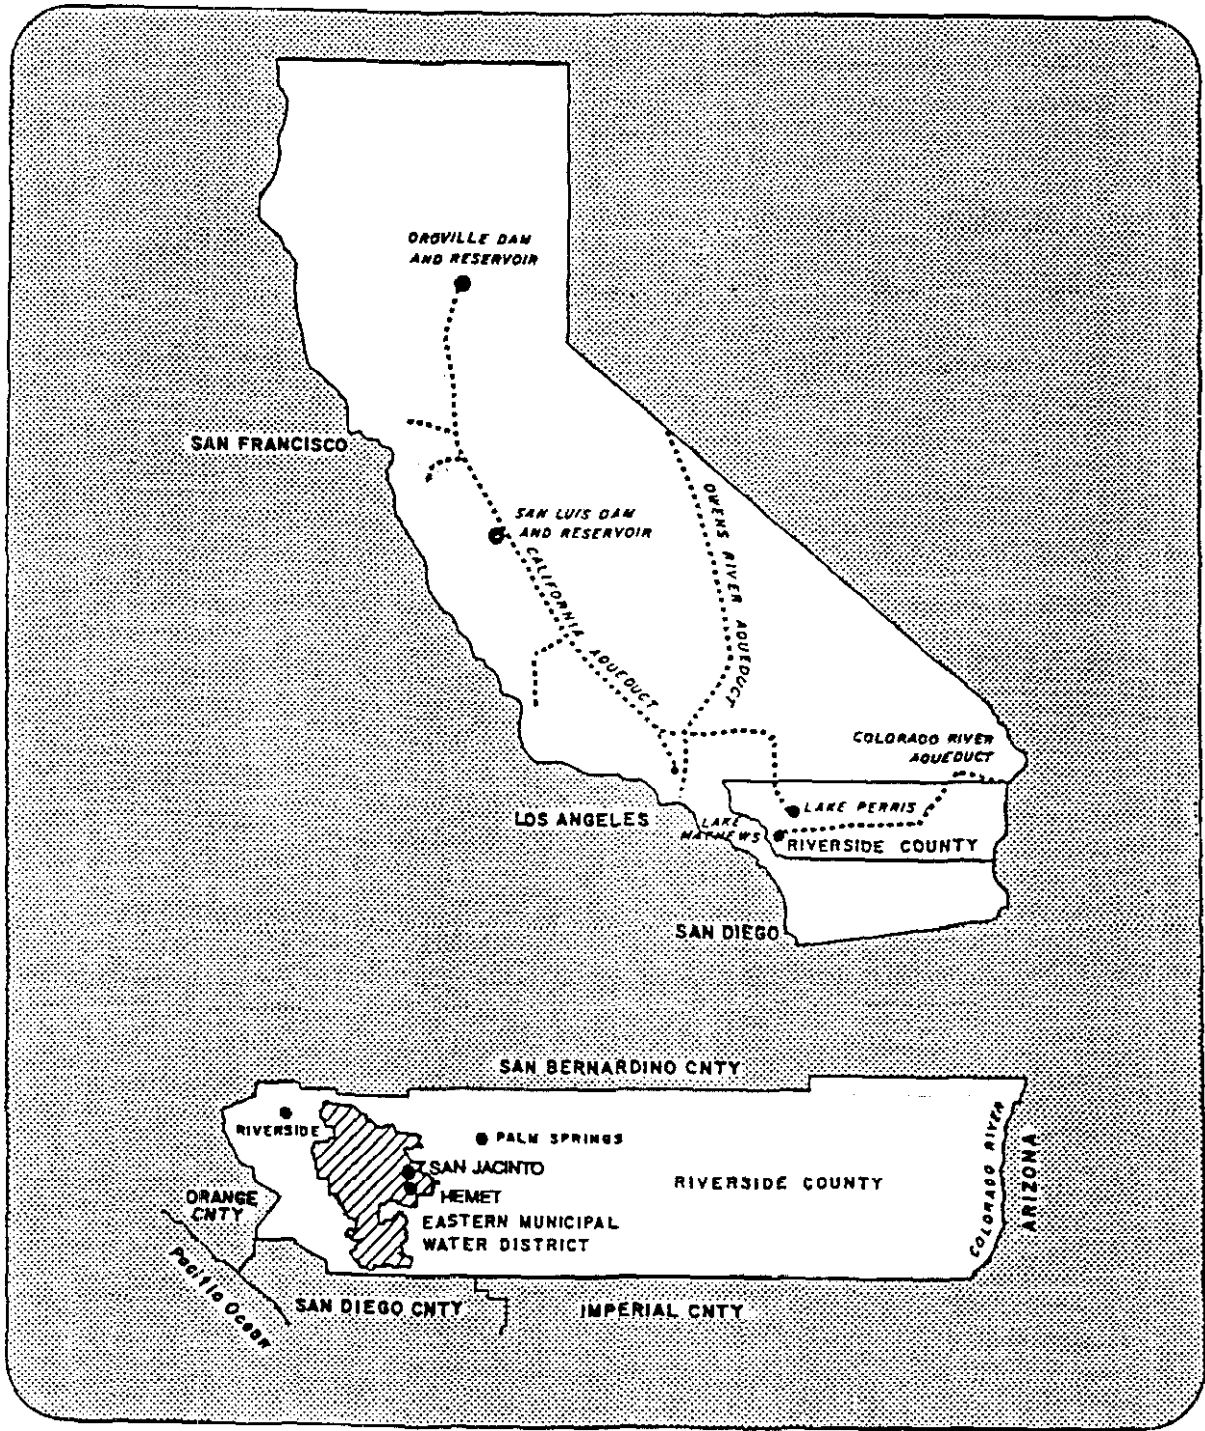 OROVILLE DAM
AND RESERVOIR
SAN FRANCISCO
OWENS RIVER AQUEDUCT
SAN LUIS DAM
AND RESERVOIR
CALIFORNIA AQUEDUCT
COLORADO RIVER
AQUEDUCT
LAKE PERRIS
LOS ANGELES
LAKE
MATHEWS
RIVERSIDE COUNTY
SAN DIEGO
SAN BERNARDINO CNTY
RIVERSIDE
PALM SPRINGS
SAN JACINTO
HEMET
RIVERSIDE COUNTY
COLORADO RIVER
ARIZONA
ORANGE
CNTY
EASTERN MUNICIPAL
WATER DISTRICT
Pacific Ocean
SAN DIEGO CNTY
IMPERIAL CNTY